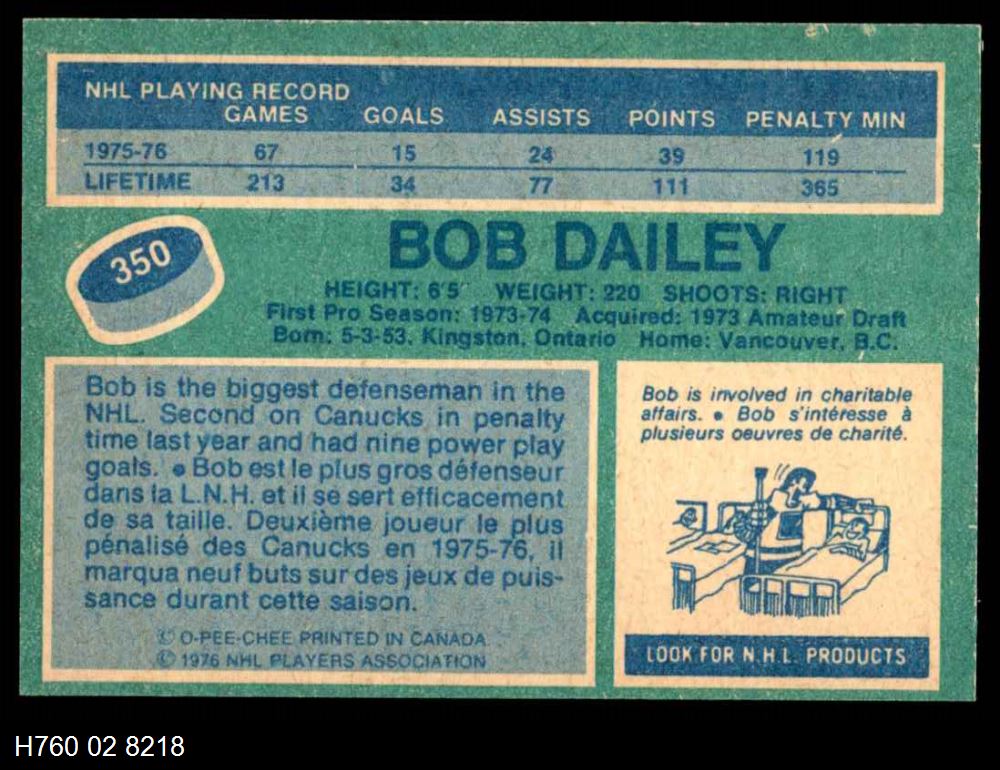 NHL PLAYING RECORD
GAMES GOALS ASSISTS POINTS PENALTY MIN
1975-76 67 15 24 39 119
LIFETIME 213 34 77 111 365
350
BOB DAILEY
HEIGHT: 6'5" WEIGHT: 220 SHOOTS: RIGHT
First Pro Season: 1973-74 Acquired: 1973 Amateur Draft
Born: 5-3-53, Kingston, Ontario Home: Vancouver, B.C.
Bob is the biggest defenseman in the
NHL. Second on Canucks in penalty
time last year and had nine power play
goals. • Bob est le plus gros défenseur
dans la L.N.H. et il se sert efficacement
de sa taille. Deuxième joueur le plus
pénalisé des Canucks en 1975-76, il
marqua neuf buts sur des jeux de puis-
sance durant cette saison.
© O-PEE-CHEE PRINTED IN CANADA
© 1976 NHL PLAYERS ASSOCIATION
Bob is involved in charitable
affairs. • Bob s'intéresse à
plusieurs oeuvres de charité.
LOOK FOR N.H.L. PRODUCTS
H760 02 8218